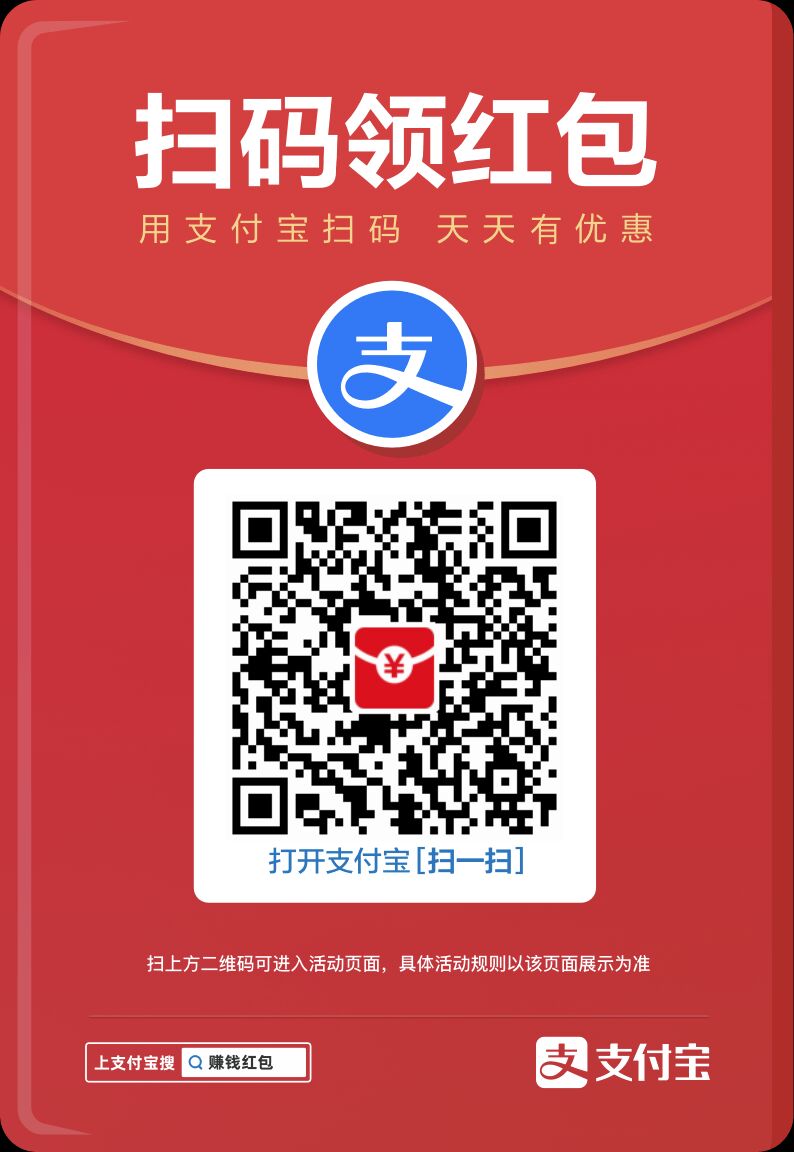 扫码领红包
用支付宝扫码 天天有优惠
支
¥
打开支付宝[扫一扫]
扫上方二维码可进入活动页面，具体活动规则以该页面展示为准
上支付宝搜 赚钱红包
支 支付宝